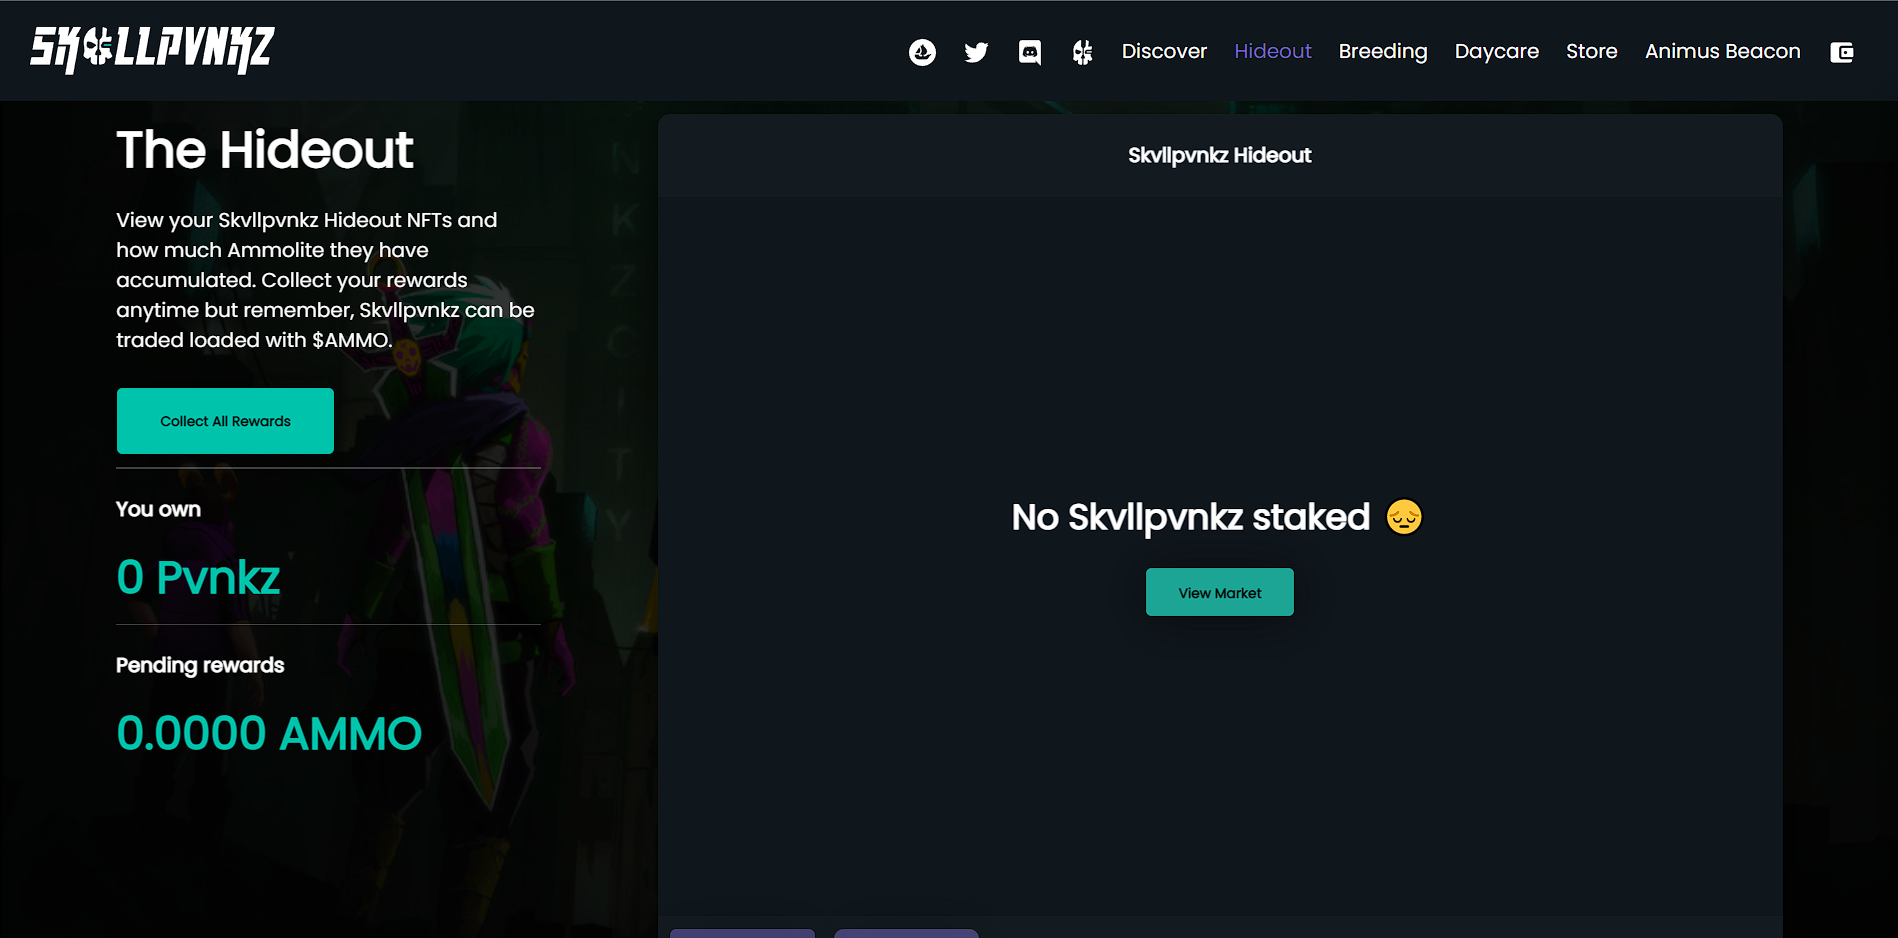 SKVLLPVNKZ
Discover Hideout Breeding Daycare Store Animus Beacon
The Hideout
View your Skvllpvnkz Hideout NFTs and
how much Ammolite they have
accumulated. Collect your rewards
anytime but remember, Skvllpvnkz can be
traded loaded with $AMMO.
Collect All Rewards
You own
0 Pvnkz
Pending rewards
0.0000 AMMO
Skvllpvnkz Hideout
No Skvllpvnkz staked 😔
View Market
N
K
Z
C
I
T
Y